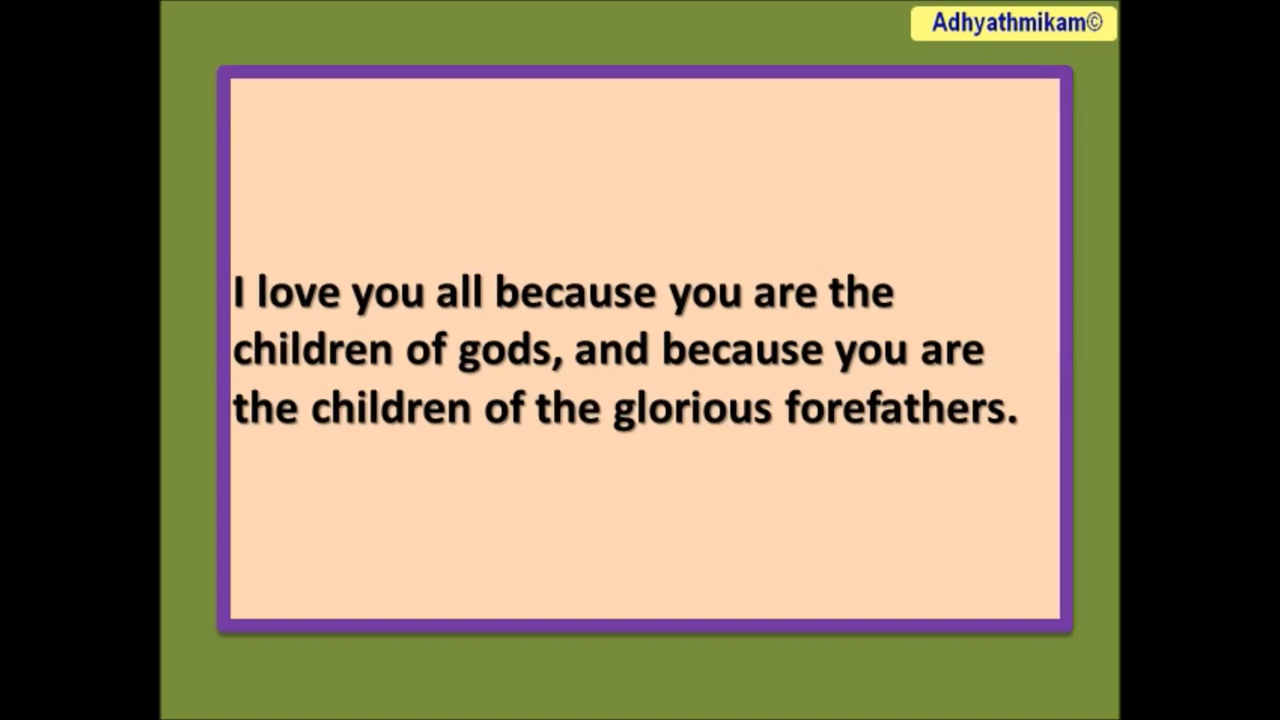 Adhyathmikam©
I love you all because you are the
children of gods, and because you are
the children of the glorious forefathers.